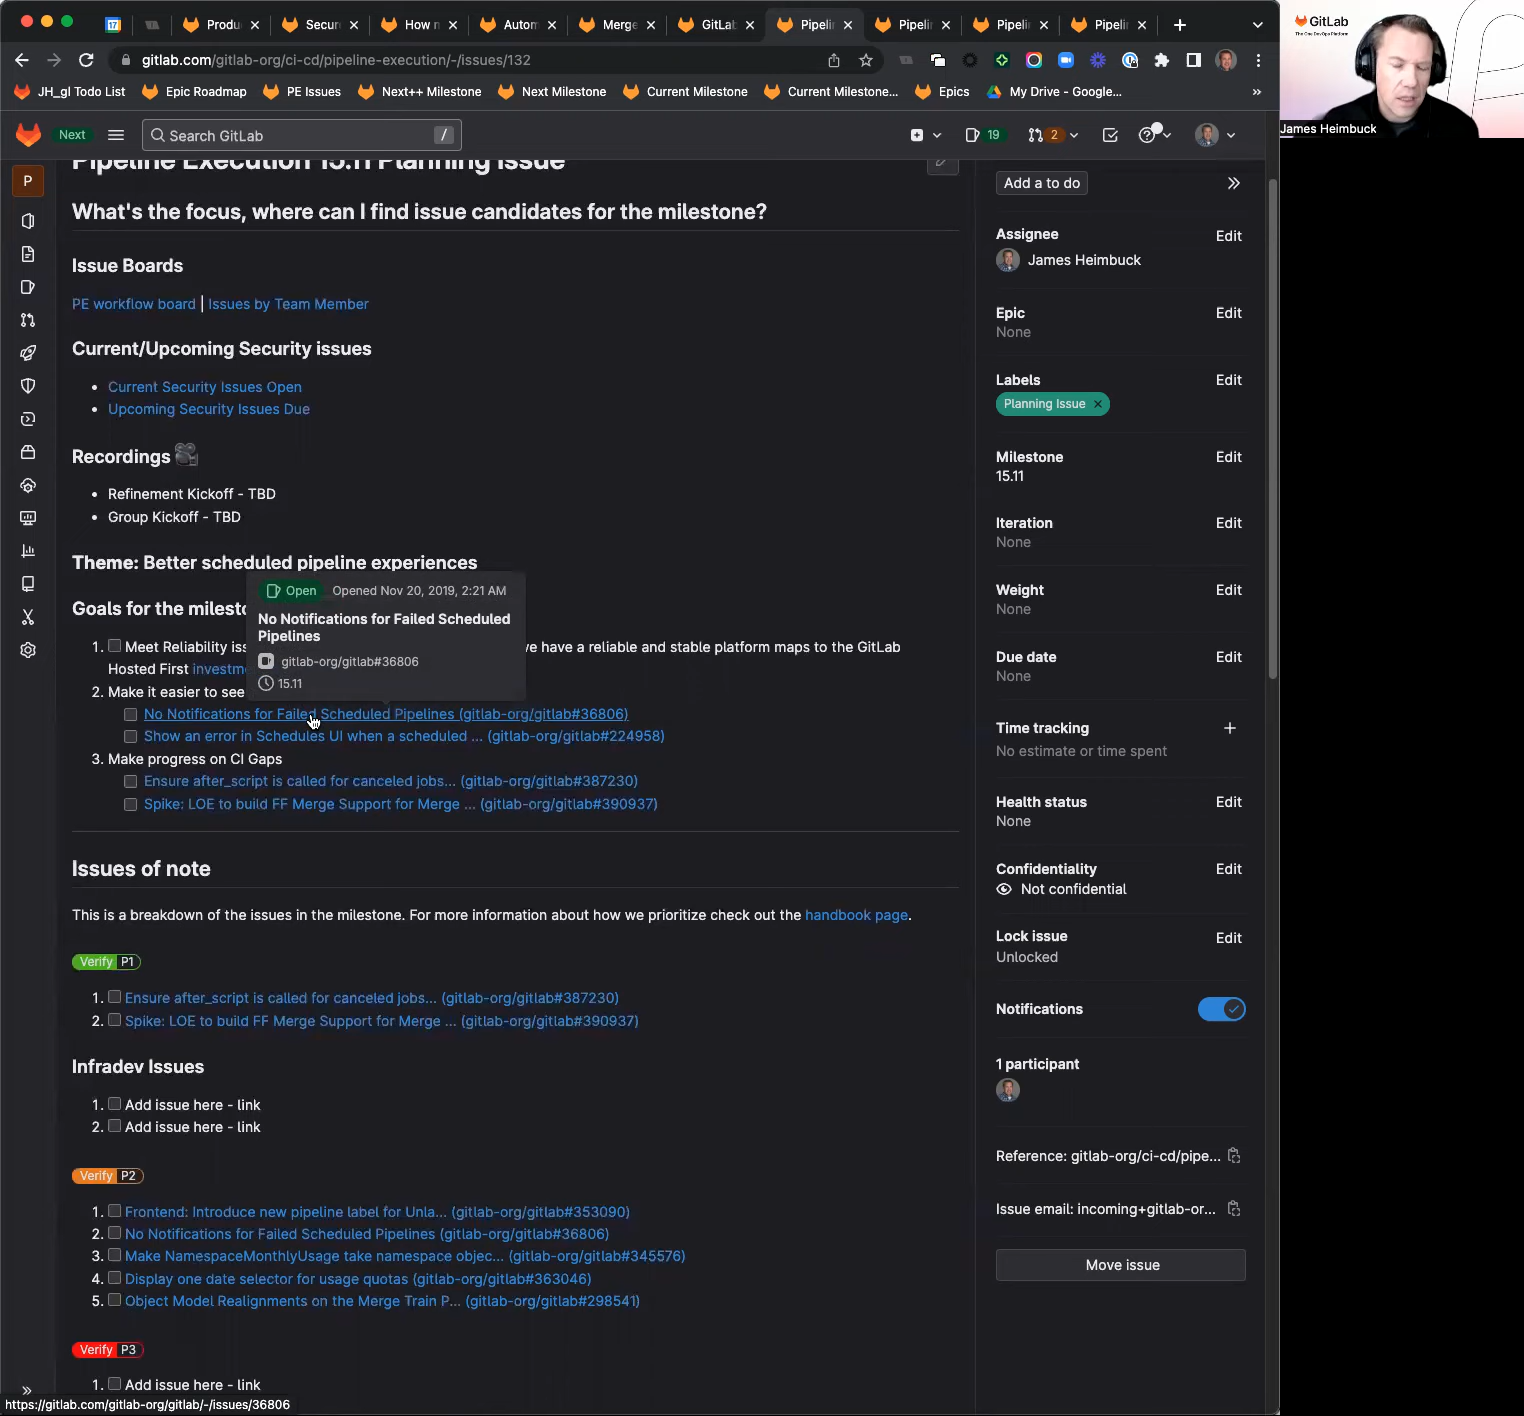 17
Produ
Secur
How n
Autom
Merge
GitLa
Pipelin
Pipelin
Pipelin
Pipelin
gitlab.com/gitlab-org/ci-cd/pipeline-execution/-/issues/132
JH_gl Todo List
Epic Roadmap
PE Issues
Next++ Milestone
Next Milestone
Current Milestone
Current Milestone...
Epics
My Drive - Google...
»
GitLab
The One DevOps Platform
James Heimbuck
Next
Search GitLab
/
19
2
P
Pipeline Execution 15.11 Planning Issue
What's the focus, where can I find issue candidates for the milestone?
Issue Boards
PE workflow board | Issues by Team Member
Current/Upcoming Security issues
• Current Security Issues Open
• Upcoming Security Issues Due
Recordings
• Refinement Kickoff - TBD
• Group Kickoff - TBD
Theme: Better scheduled pipeline experiences
Open Opened Nov 20, 2019, 2:21 AM
No Notifications for Failed Scheduled
Pipelines
gitlab-org/gitlab#36806
15.11
Goals for the milesto
1. Meet Reliability iss
have a reliable and stable platform maps to the GitLab
Hosted First investme
2. Make it easier to see
No Notifications for Failed Scheduled Pipelines (gitlab-org/gitlab#36806)
Show an error in Schedules UI when a scheduled ... (gitlab-org/gitlab#224958)
3. Make progress on CI Gaps
Ensure after_script is called for canceled jobs... (gitlab-org/gitlab#387230)
Spike: LOE to build FF Merge Support for Merge ... (gitlab-org/gitlab#390937)
Issues of note
This is a breakdown of the issues in the milestone. For more information about how we prioritize check out the handbook page.
Verify P1
1. Ensure after_script is called for canceled jobs... (gitlab-org/gitlab#387230)
2. Spike: LOE to build FF Merge Support for Merge ... (gitlab-org/gitlab#390937)
Infradev Issues
1. Add issue here - link
2. Add issue here - link
Verify P2
1. Frontend: Introduce new pipeline label for Unla... (gitlab-org/gitlab#353090)
2. No Notifications for Failed Scheduled Pipelines (gitlab-org/gitlab#36806)
3. Make NamespaceMonthlyUsage take namespace objec... (gitlab-org/gitlab#345576)
4. Display one date selector for usage quotas (gitlab-org/gitlab#363046)
5. Object Model Realignments on the Merge Train P... (gitlab-org/gitlab#298541)
Verify P3
1. Add issue here - link
https://gitlab.com/gitlab-org/gitlab/-/issues/36806
Add a to do
Assignee Edit
James Heimbuck
Epic Edit
None
Labels Edit
Planning Issue ×
Milestone Edit
15.11
Iteration Edit
None
Weight Edit
None
Due date Edit
None
Time tracking +
No estimate or time spent
Health status Edit
None
Confidentiality Edit
Not confidential
Lock issue Edit
Unlocked
Notifications
1 participant
Reference: gitlab-org/ci-cd/pipe...
Issue email: incoming+gitlab-or...
Move issue